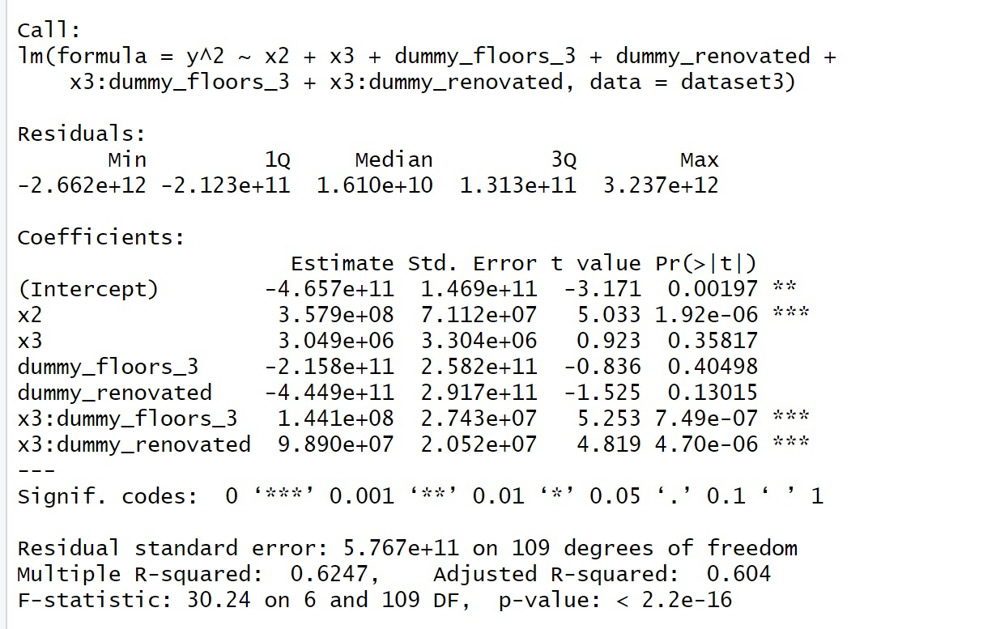 Call:
lm(formula = y^2 ~ x2 + x3 + dummy_floors_3 + dummy_renovated +
    x3:dummy_floors_3 + x3:dummy_renovated, data = dataset3)
Residuals:
       Min         1Q     Median         3Q        Max
-2.662e+12 -2.123e+11  1.610e+10  1.313e+11  3.237e+12
Coefficients:
                     Estimate Std. Error t value Pr(>|t|)
(Intercept)        -4.657e+11  1.469e+11  -3.171  0.00197 **
x2                  3.579e+08  7.112e+07   5.033 1.92e-06 ***
x3                  3.049e+06  3.304e+06   0.923  0.35817
dummy_floors_3     -2.158e+11  2.582e+11  -0.836  0.40498
dummy_renovated    -4.449e+11  2.917e+11  -1.525  0.13015
x3:dummy_floors_3   1.441e+08  2.743e+07   5.253 7.49e-07 ***
x3:dummy_renovated  9.890e+07  2.052e+07   4.819 4.70e-06 ***
---
Signif. codes:  0 ‘***’ 0.001 ‘**’ 0.01 ‘*’ 0.05 ‘.’ 0.1 ‘ ’ 1
Residual standard error: 5.767e+11 on 109 degrees of freedom
Multiple R-squared:  0.6247,    Adjusted R-squared:  0.604
F-statistic: 30.24 on 6 and 109 DF,  p-value: < 2.2e-16